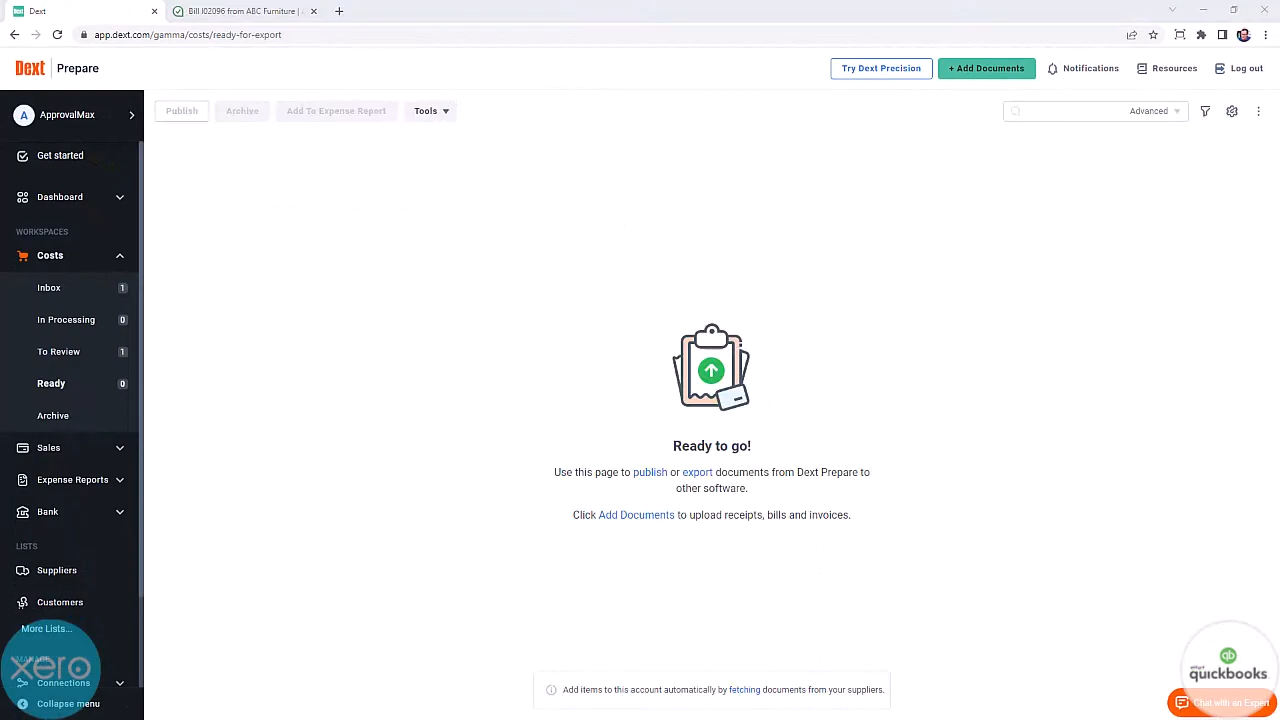 Dext
Bill I02096 from ABC Furniture | A
app.dext.com/gamma/costs/ready-for-export
Dext Prepare
Try Dext Precision
+ Add Documents
Notifications
Resources
Log out
A ApprovalMax
Publish
Archive
Add To Expense Report
Tools
Advanced
Get started
Dashboard
WORKSPACES
Costs
Inbox 1
In Processing 0
To Review 1
Ready 0
Archive
Sales
Expense Reports
Bank
LISTS
Suppliers
Customers
More Lists...
MANAGE
Connections
Collapse menu
xero
Ready to go!
Use this page to publish or export documents from Dext Prepare to
other software.
Click Add Documents to upload receipts, bills and invoices.
Add items to this account automatically by fetching documents from your suppliers.
qb
quickbooks
Chat with an Expert